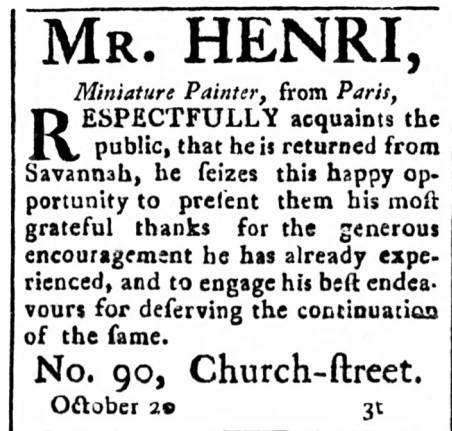 MR. HENRI,
Miniature Painter, from Paris,
RESPECTFULLY acquaints the
public, that he is returned from
Savannah, he ſeizes this happy op-
portunity to preſent them his moſt
grateful thanks for the generous
encouragement he has already expe-
rienced, and to engage his beſt endea-
vours for deſerving the continuation
of the ſame.
No. 90, Church-ſtreet.
October 20 3t